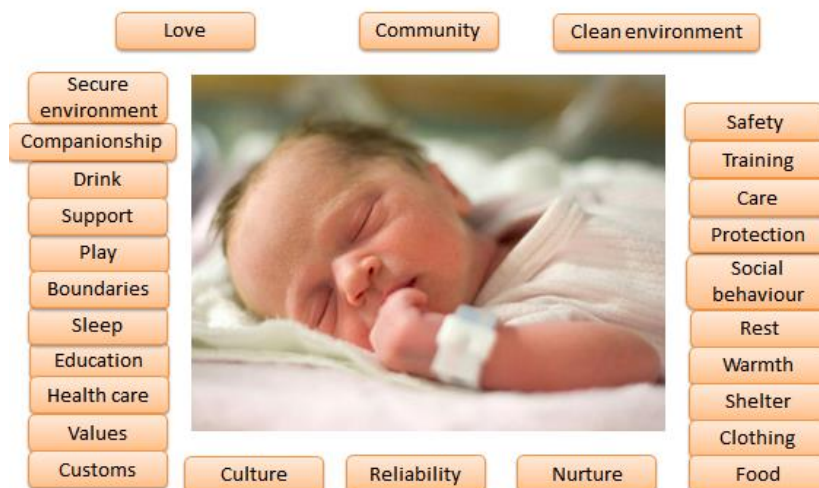 Love
Community
Clean environment
Secure
environment
Companionship
Drink
Support
Play
Boundaries
Sleep
Education
Health care
Values
Customs
Safety
Training
Care
Protection
Social
behaviour
Rest
Warmth
Shelter
Clothing
Food
Culture
Reliability
Nurture